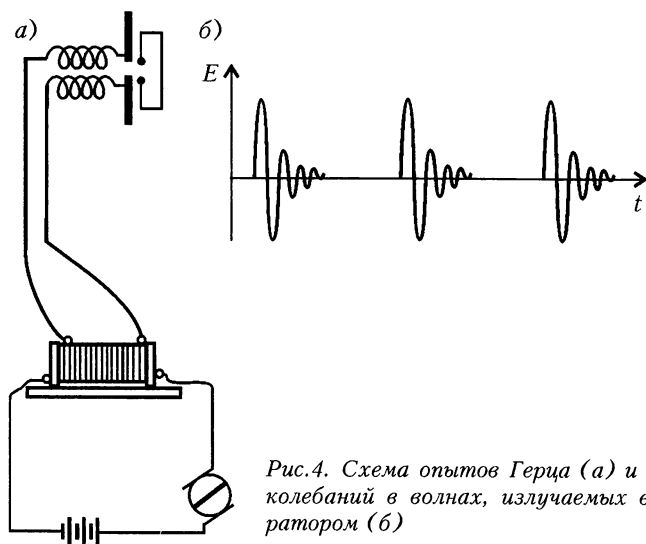 а)
б)
E
t
Рис.4. Схема опытов Герца (а) и
колебаний в волнах, излучаемых
ратором (б)